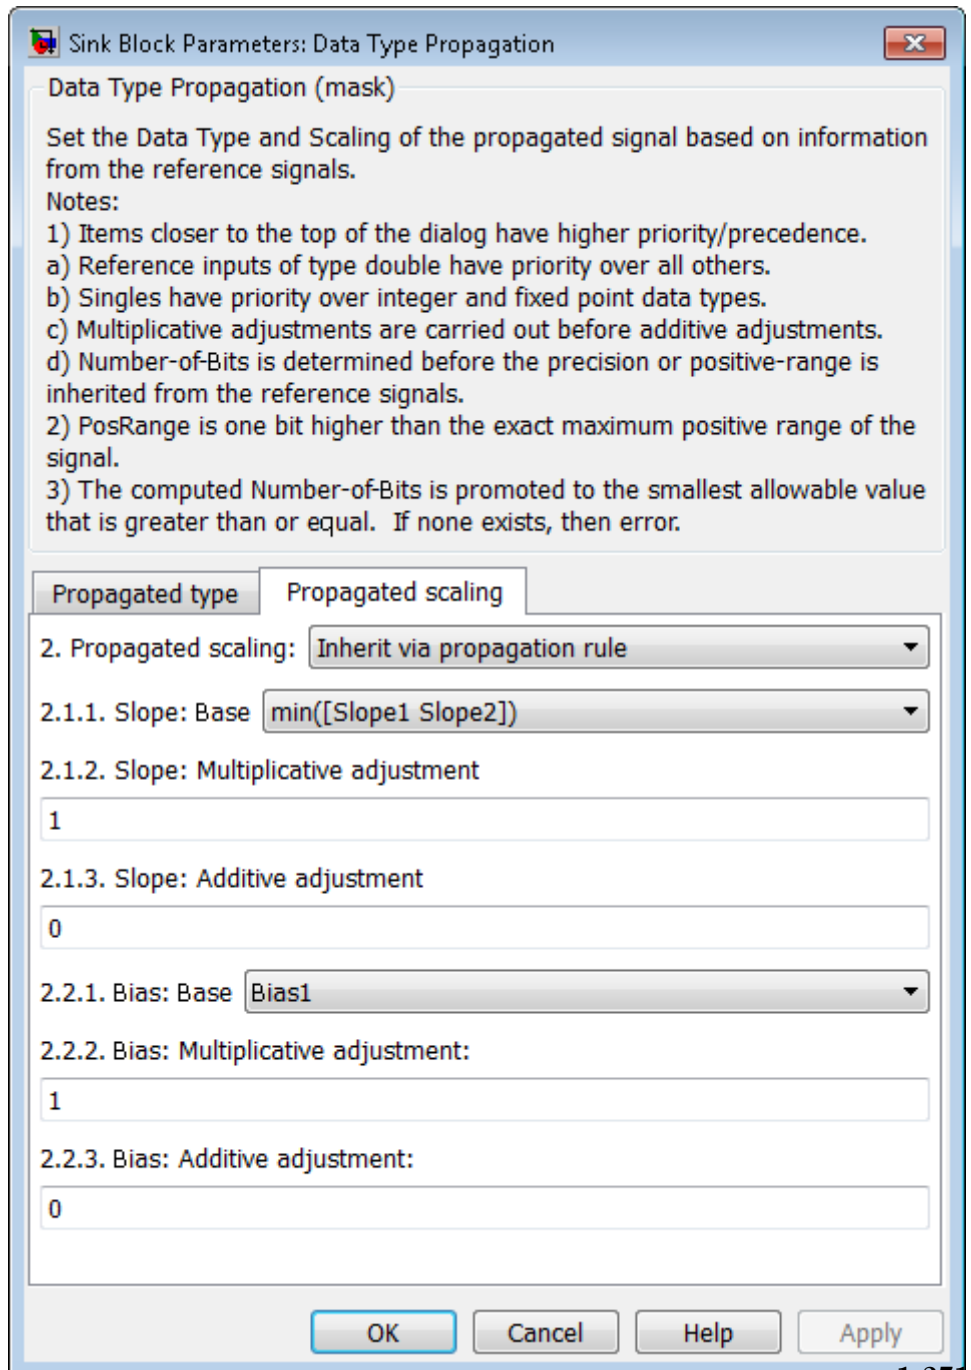 Sink Block Parameters: Data Type Propagation
Data Type Propagation (mask)
Set the Data Type and Scaling of the propagated signal based on information
from the reference signals.
Notes:
1) Items closer to the top of the dialog have higher priority/precedence.
a) Reference inputs of type double have priority over all others.
b) Singles have priority over integer and fixed point data types.
c) Multiplicative adjustments are carried out before additive adjustments.
d) Number-of-Bits is determined before the precision or positive-range is
inherited from the reference signals.
2) PosRange is one bit higher than the exact maximum positive range of the
signal.
3) The computed Number-of-Bits is promoted to the smallest allowable value
that is greater than or equal.  If none exists, then error.
Propagated type Propagated scaling
2. Propagated scaling: Inherit via propagation rule
2.1.1. Slope: Base min([Slope1 Slope2])
2.1.2. Slope: Multiplicative adjustment
1
2.1.3. Slope: Additive adjustment
0
2.2.1. Bias: Base Bias1
2.2.2. Bias: Multiplicative adjustment:
1
2.2.3. Bias: Additive adjustment:
0
OK Cancel Help Apply